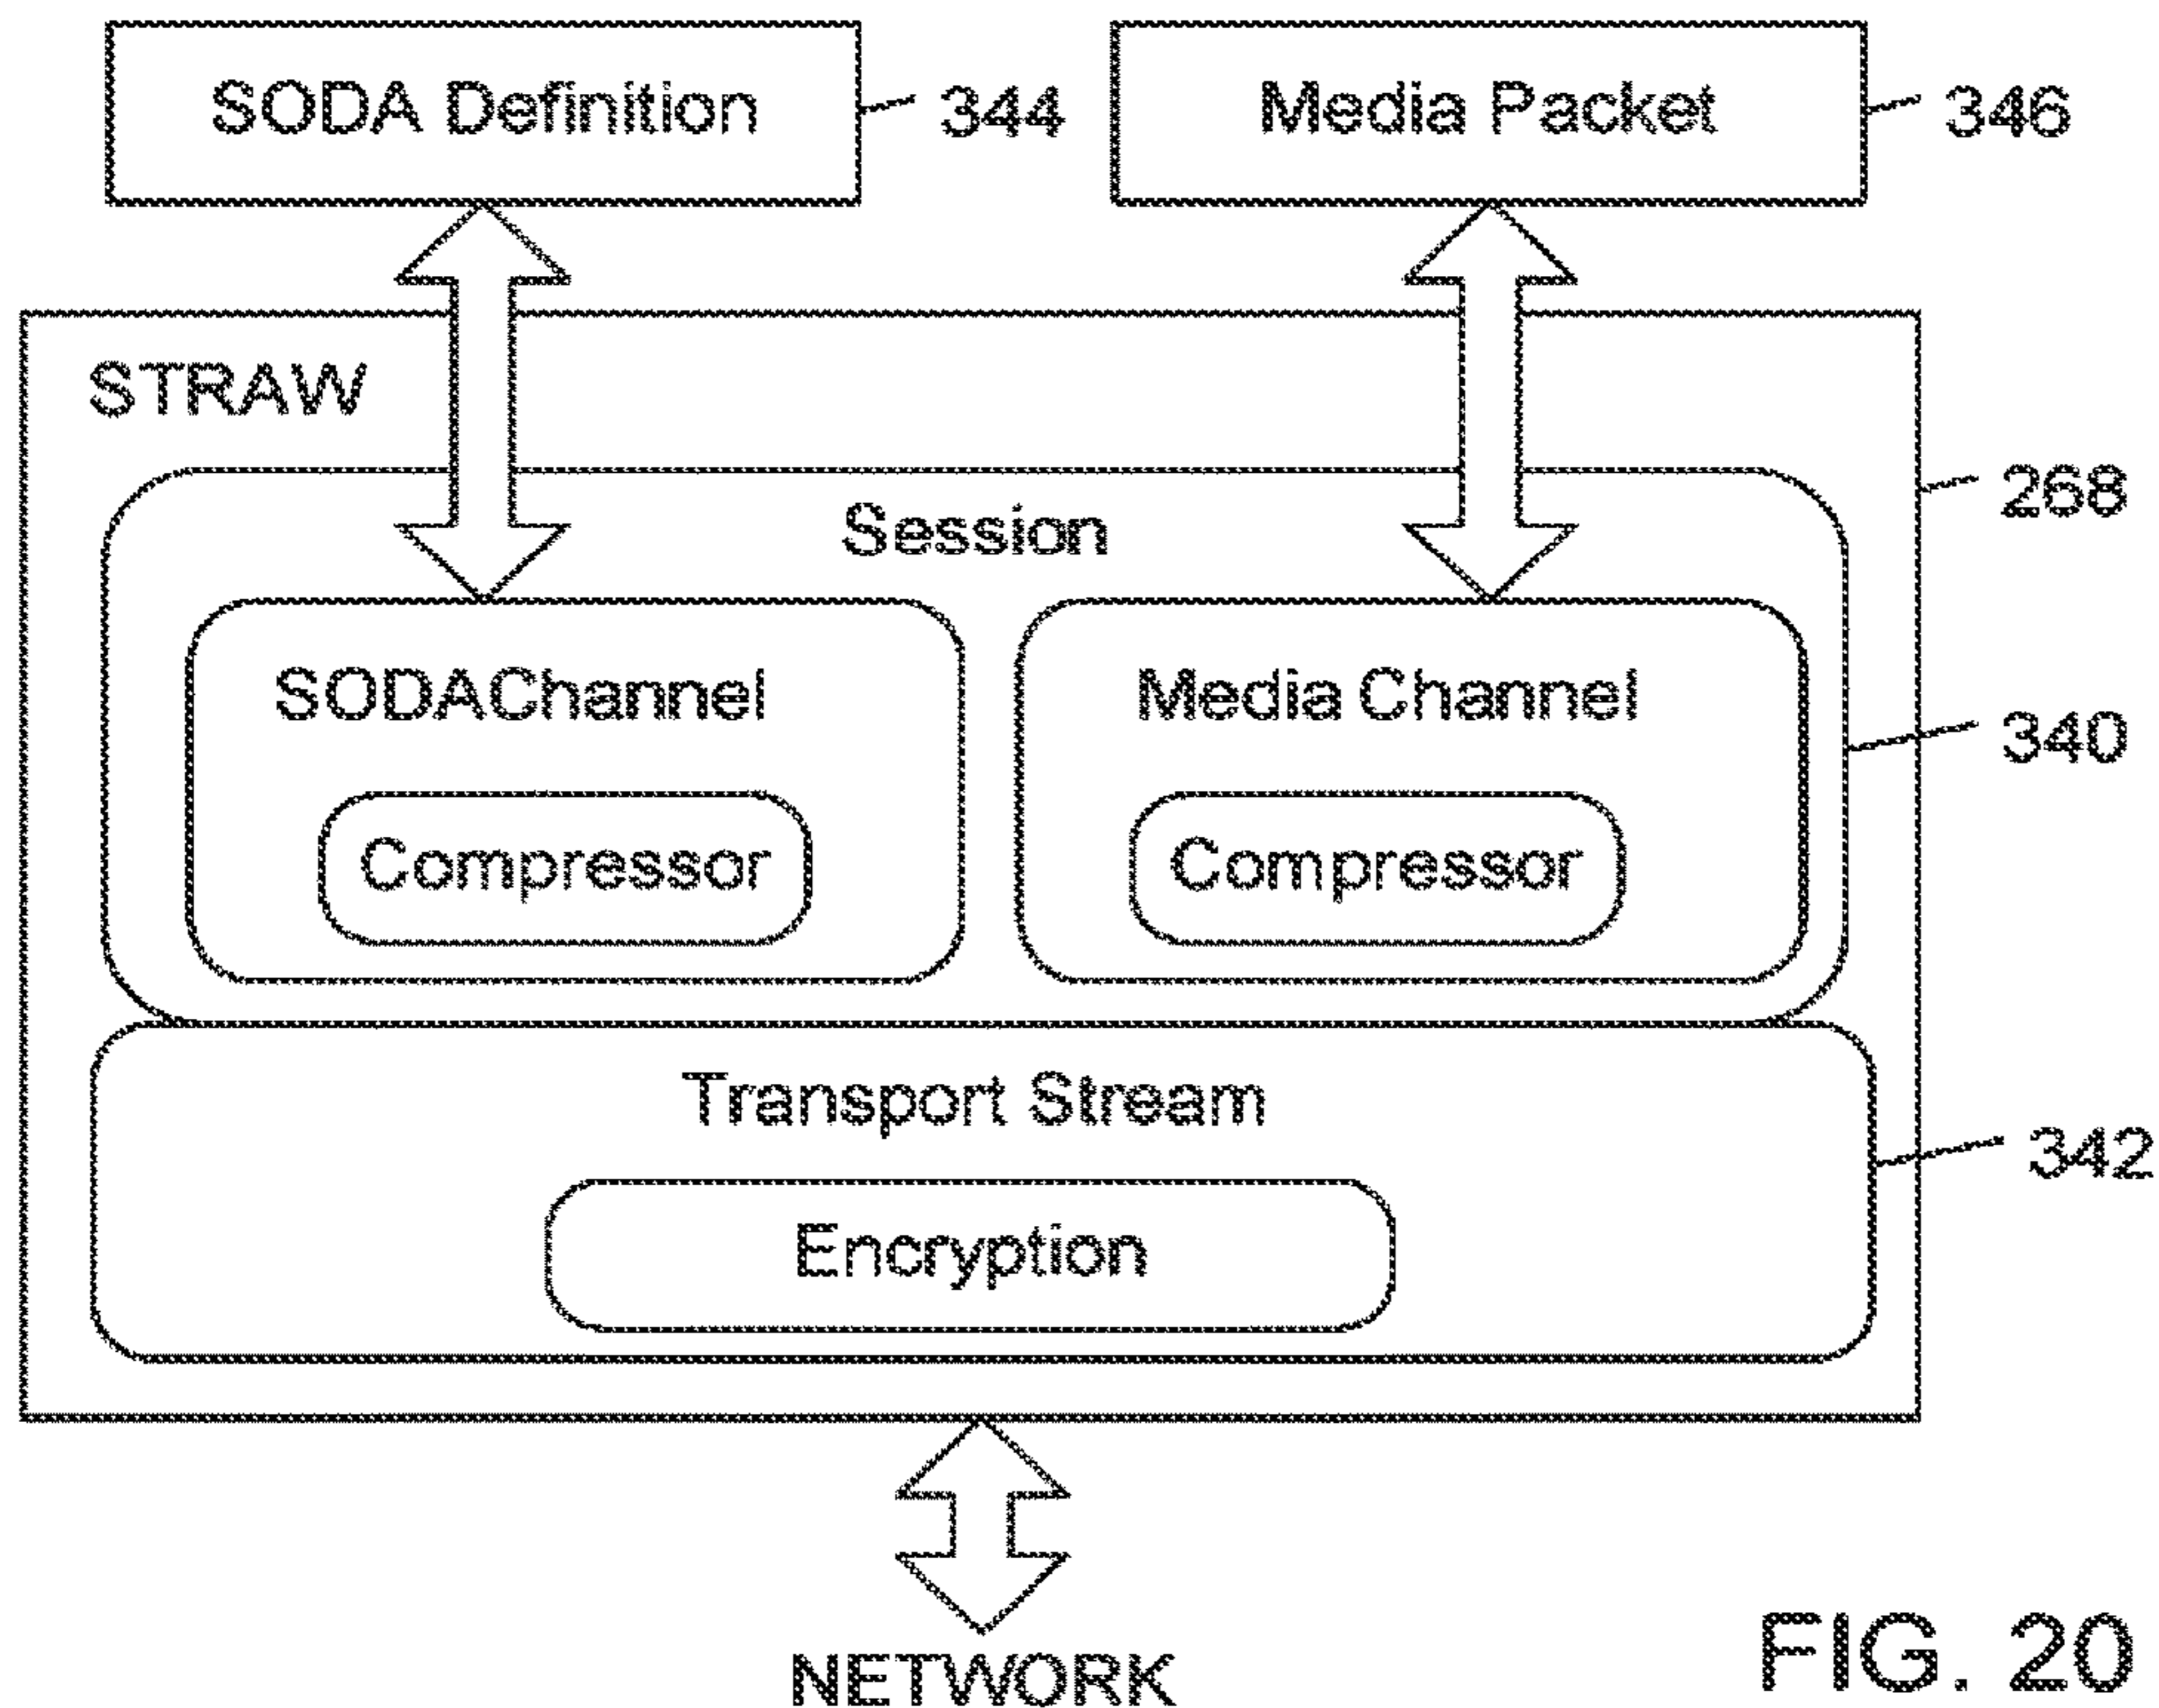 SODA Definition
344
Media Packet
346
STRAW
268
Session
SODAChannel
Media Channel
340
Compressor
Compressor
Transport Stream
342
Encryption
NETWORK
FIG. 20